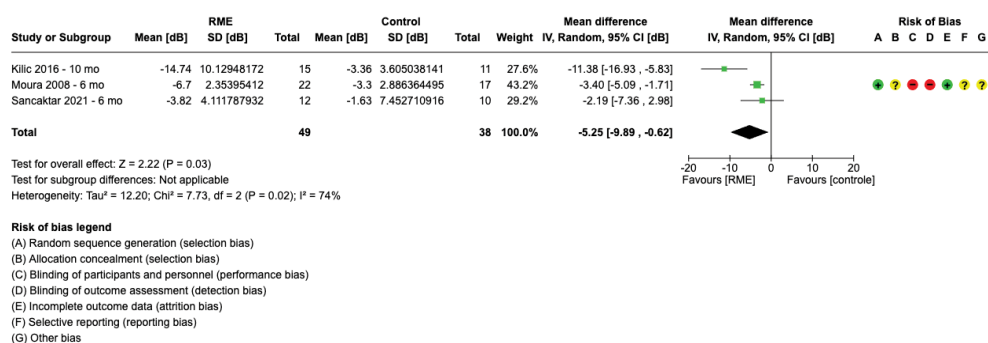 RME Control Mean difference Mean difference Risk of Bias
Study or Subgroup Mean [dB] SD [dB] Total Mean [dB] SD [dB] Total Weight IV, Random, 95% CI [dB] IV, Random, 95% CI [dB] A B C D E F G
Kilic 2016 - 10 mo -14.74 10.12948172 15 -3.36 3.605038141 11 27.6% -11.38 [-16.93 , -5.83]
Moura 2008 - 6 mo -6.7 2.35395412 22 -3.3 2.886364495 17 43.2% -3.40 [-5.09 , -1.71] + ? - - + ? ?
Sancaktar 2021 - 6 mo -3.82 4.111787932 12 -1.63 7.452710916 10 29.2% -2.19 [-7.36 , 2.98]
Total 49 38 100.0% -5.25 [-9.89 , -0.62]
Test for overall effect: Z = 2.22 (P = 0.03)
Test for subgroup differences: Not applicable
Heterogeneity: Tau² = 12.20; Chi² = 7.73, df = 2 (P = 0.02); I² = 74%
-20 -10 0 10 20
Favours [RME] Favours [controle]
Risk of bias legend
(A) Random sequence generation (selection bias)
(B) Allocation concealment (selection bias)
(C) Blinding of participants and personnel (performance bias)
(D) Blinding of outcome assessment (detection bias)
(E) Incomplete outcome data (attrition bias)
(F) Selective reporting (reporting bias)
(G) Other bias